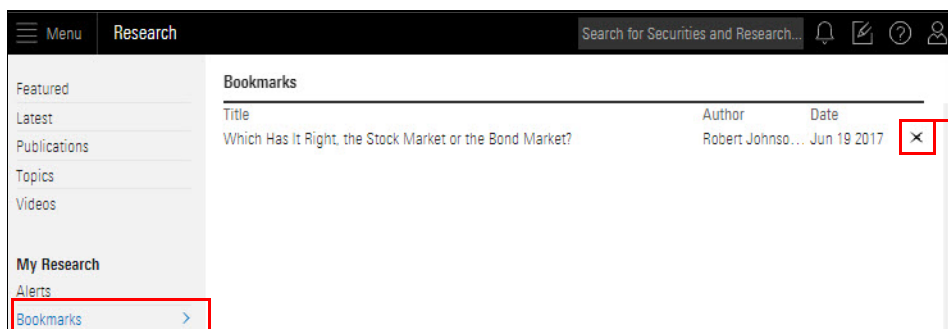 Menu Research Search for Securities and Research...
Featured
Latest
Publications
Topics
Videos
My Research
Alerts
Bookmarks
Bookmarks
Title Author Date
Which Has It Right, the Stock Market or the Bond Market? Robert Johnso... Jun 19 2017